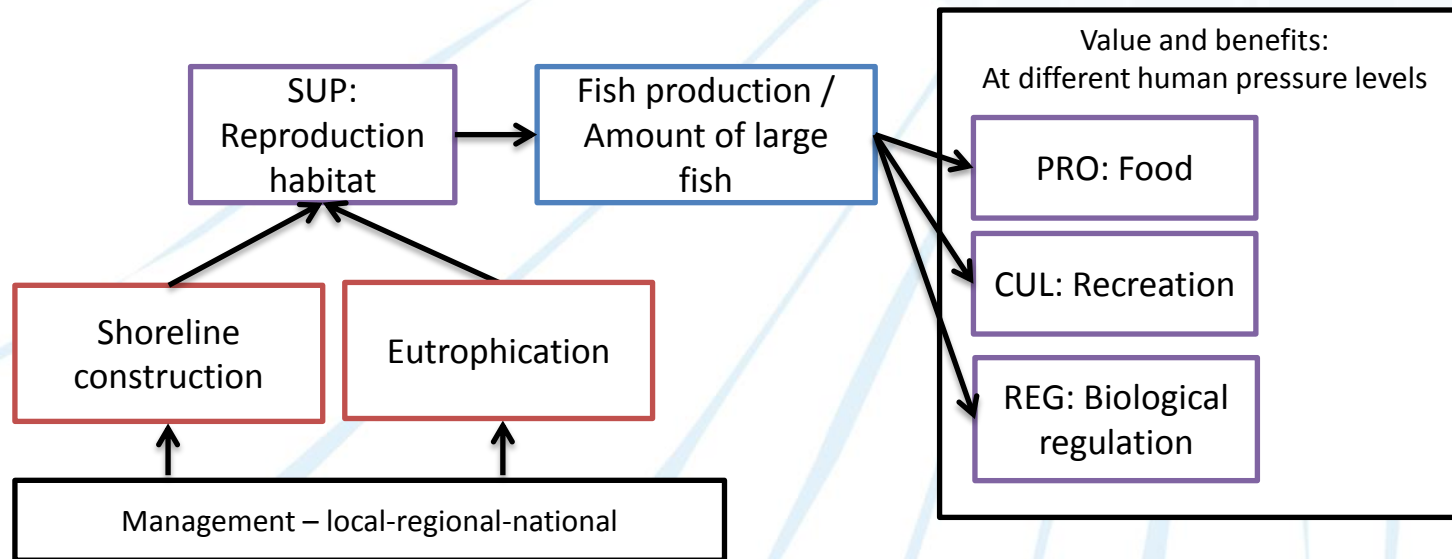 Value and benefits:
At different human pressure levels
SUP:
Reproduction
habitat
Fish production /
Amount of large
fish
PRO: Food
CUL: Recreation
REG: Biological
regulation
Shoreline
construction
Eutrophication
Management – local-regional-national